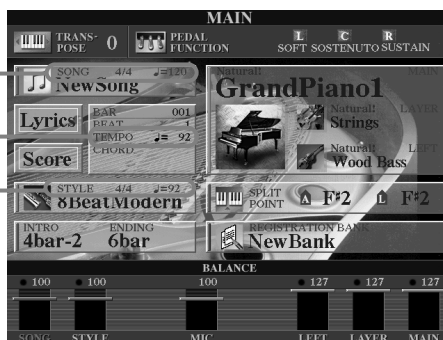 MAIN
TRANS-
POSE 0
PEDAL
FUNCTION
L C R
SOFT SOSTENUTO SUSTAIN
SONG 4/4 ♩=120
NewSong
Lyrics
BAR 001
BEAT 1
TEMPO ♩= 92
CHORD
Score
STYLE 4/4 ♩=92
8BeatModern
INTRO ENDING
4bar-2 6bar
Natural! MAIN
GrandPiano1
Natural! LAYER
Strings
Natural! LEFT
Wood Bass
SPLIT
POINT A F♯2 L F♯2
REGISTRATION BANK
NewBank
BALANCE
100 100 100 127 127 127
SONG STYLE MIC LEFT LAYER MAIN